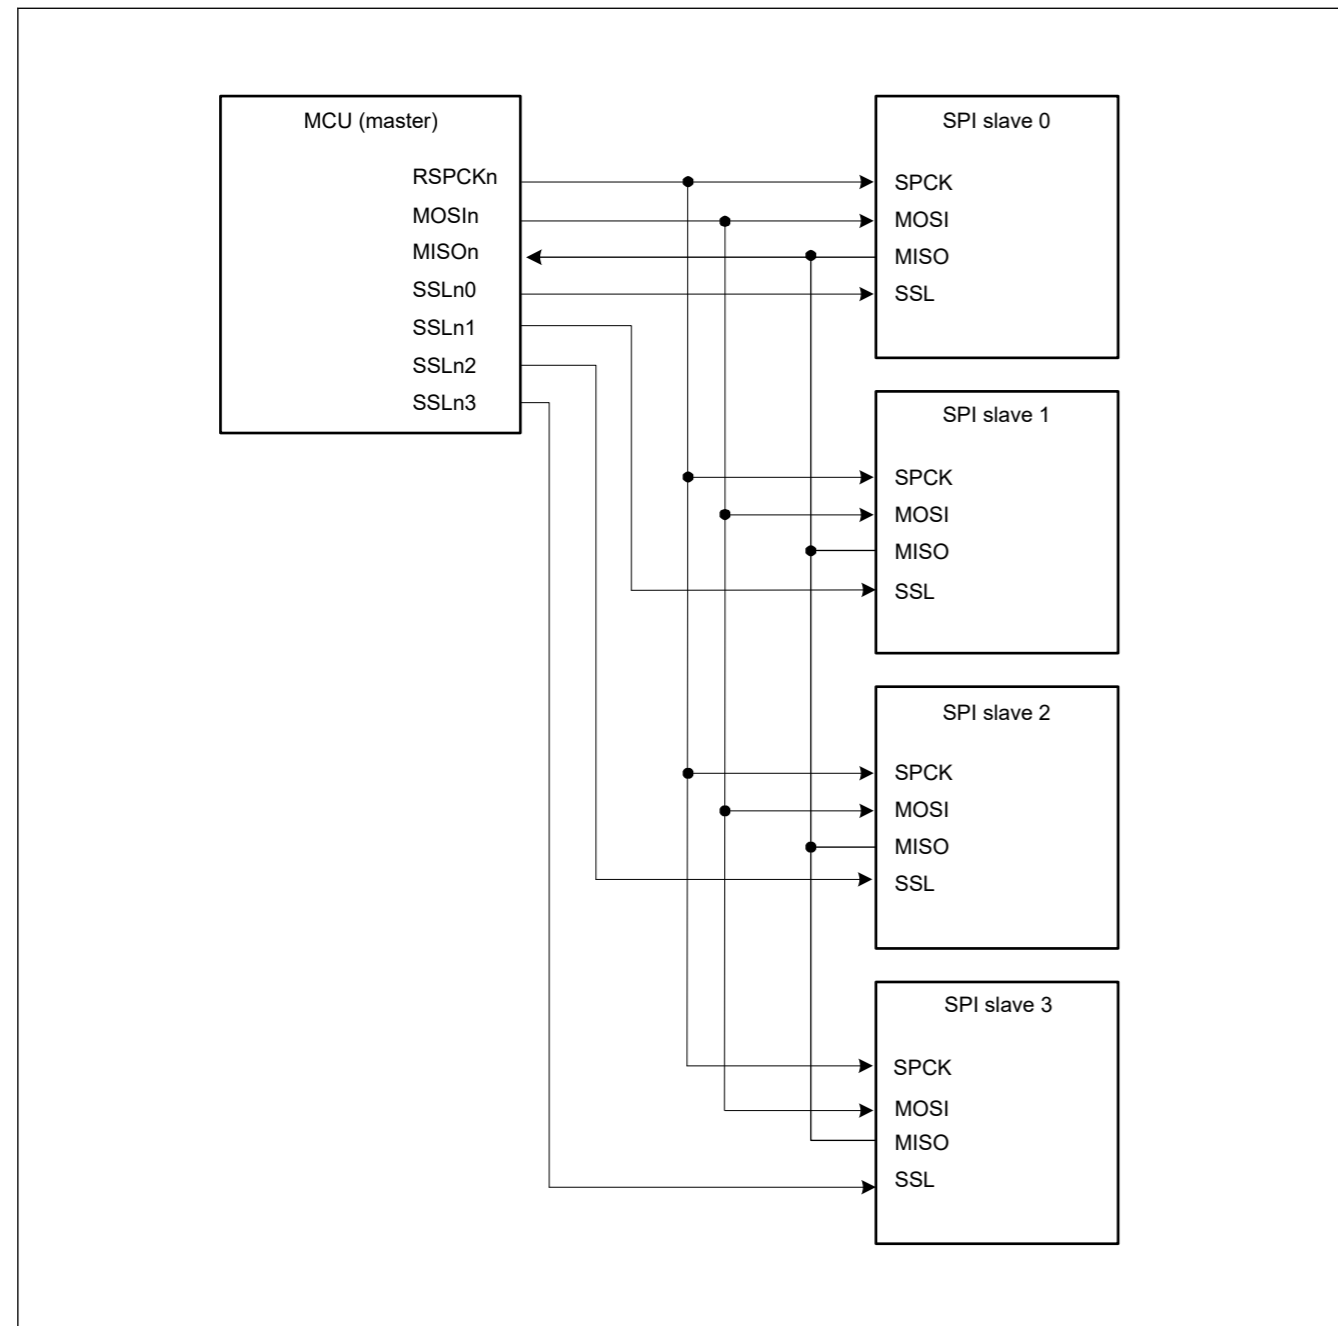 MCU (master)
RSPCKn
MOSIn
MISOn
SSLn0
SSLn1
SSLn2
SSLn3
SPI slave 0
SPCK
MOSI
MISO
SSL
SPI slave 1
SPCK
MOSI
MISO
SSL
SPI slave 2
SPCK
MOSI
MISO
SSL
SPI slave 3
SPCK
MOSI
MISO
SSL